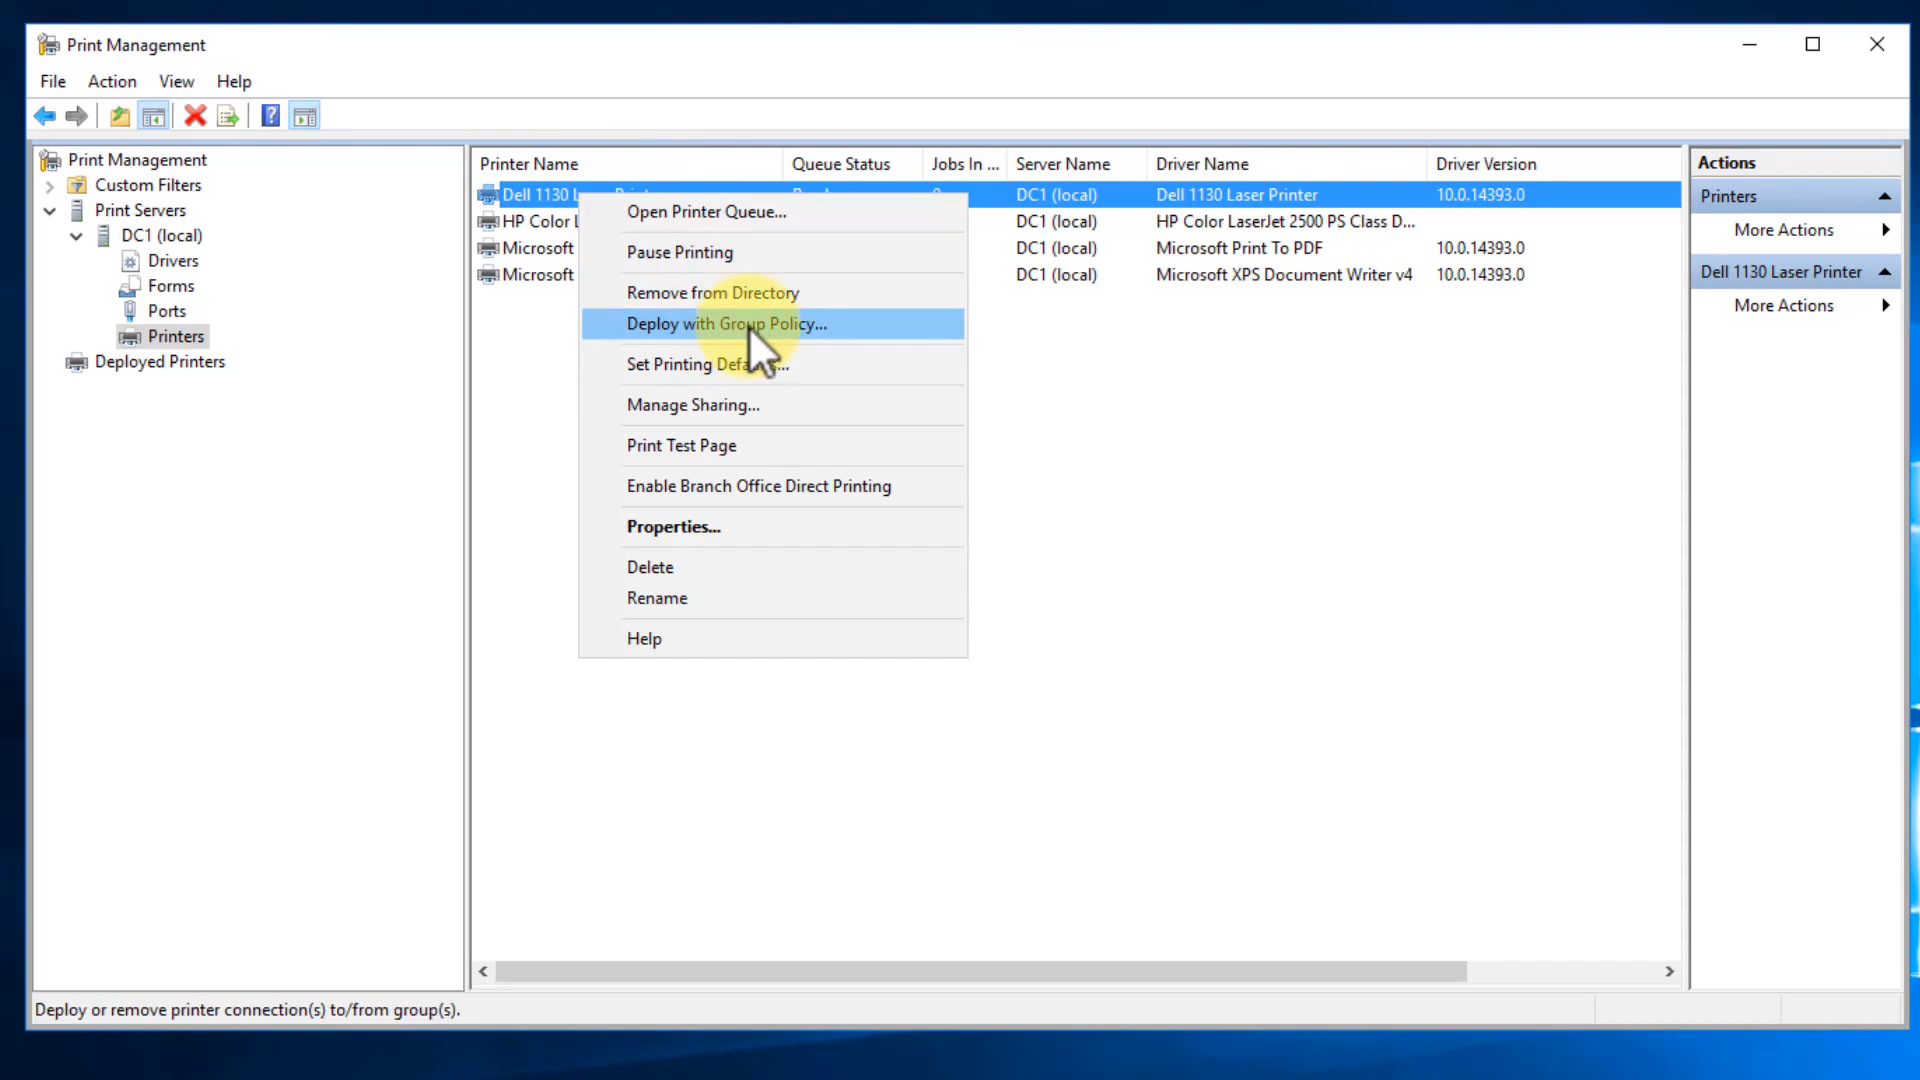 Print Management
File Action View Help
Print Management
Custom Filters
Print Servers
DC1 (local)
Drivers
Forms
Ports
Printers
Deployed Printers
Printer Name Queue Status Jobs In ... Server Name Driver Name Driver Version
Dell 1130 DC1 (local) Dell 1130 Laser Printer 10.0.14393.0
HP Color DC1 (local) HP Color LaserJet 2500 PS Class D...
Microsoft DC1 (local) Microsoft Print To PDF 10.0.14393.0
Microsoft DC1 (local) Microsoft XPS Document Writer v4 10.0.14393.0
Open Printer Queue...
Pause Printing
Remove from Directory
Deploy with Group Policy...
Set Printing
Manage Sharing...
Print Test Page
Enable Branch Office Direct Printing
Properties...
Delete
Rename
Help
Actions
Printers
More Actions
Dell 1130 Laser Printer
More Actions
Deploy or remove printer connection(s) to/from group(s).